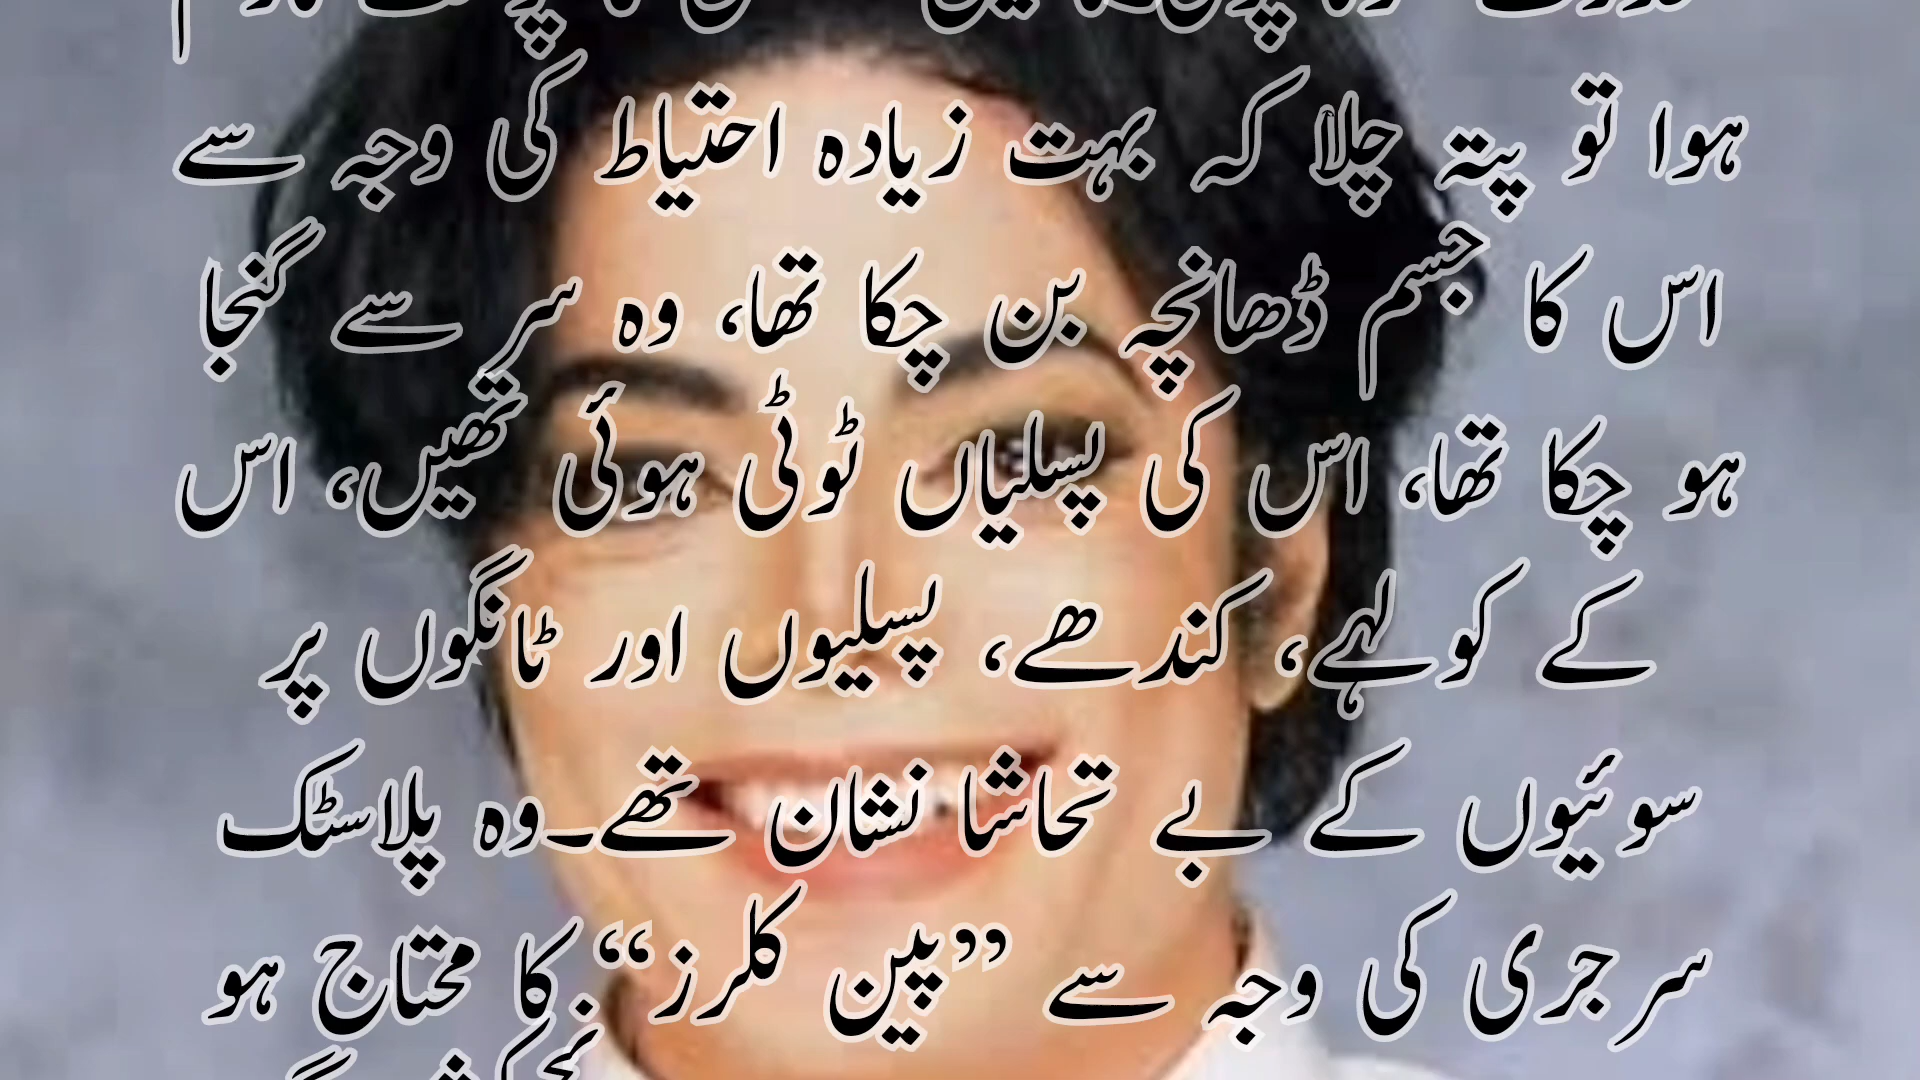 ہوا تو پتہ چلا کہ بہت زیادہ احتیاط کی وجہ سے
اس کا جسم ڈھانچہ بن چکا تھا، وہ سر سے گنجا
ہو چکا تھا، اس کی پسلیاں ٹوٹی ہوئی تھیں، اس
کے کولہے، کندھے، پسلیوں اور ٹانگوں پر
سوئیوں کے بے تحاشا نشان تھے۔وہ پلاسٹک
سرجری کی وجہ سے ”پین کلرز“ کا محتاج ہو